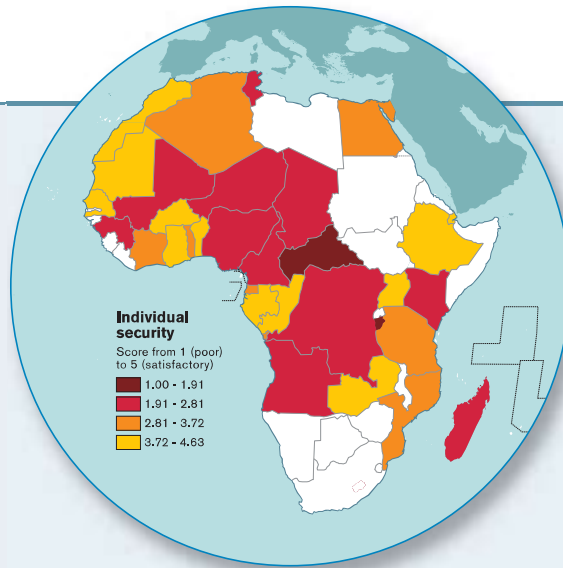 Individual
security
Score from 1 (poor)
to 5 (satisfactory)
1.00 - 1.91
1.91 - 2.81
2.81 - 3.72
3.72 - 4.63